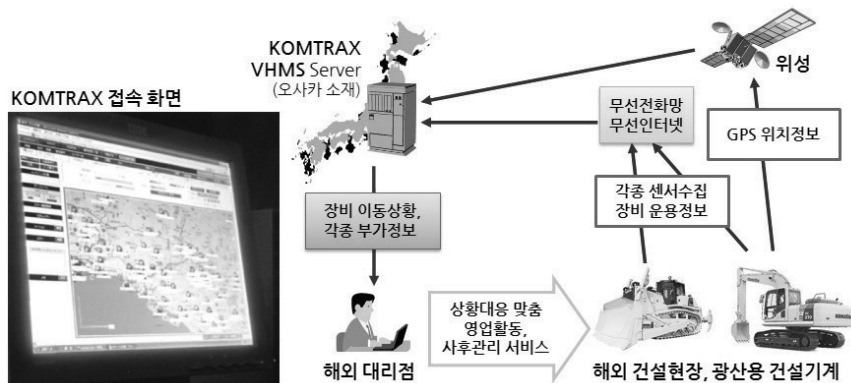 KOMTRAX 접속 화면
KOMTRAX
VHMS Server
(오사카 소재)
위성
무선전화망
무선인터넷
GPS 위치정보
각종 센서수집
장비 운용정보
장비 이동상황,
각종 부가정보
상황대응 맞춤
영업활동,
사후관리 서비스
해외 대리점
해외 건설현장, 광산용 건설기계